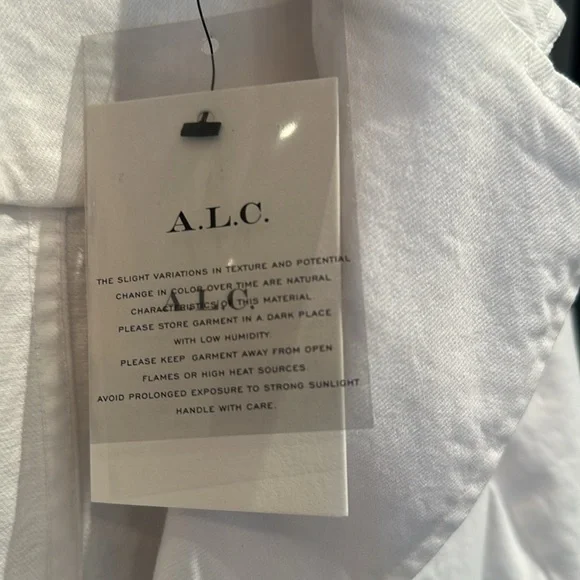 A.L.C.
THE SLIGHT VARIATIONS IN TEXTURE AND POTENTIAL
CHANGE IN COLOR OVER TIME ARE NATURAL
A.L.C.
CHARACTERISTICS OF THIS MATERIAL.
PLEASE STORE GARMENT IN A DARK PLACE
WITH LOW HUMIDITY.
PLEASE KEEP GARMENT AWAY FROM OPEN
FLAMES OR HIGH HEAT SOURCES
AVOID PROLONGED EXPOSURE TO STRONG SUNLIGHT
HANDLE WITH CARE.